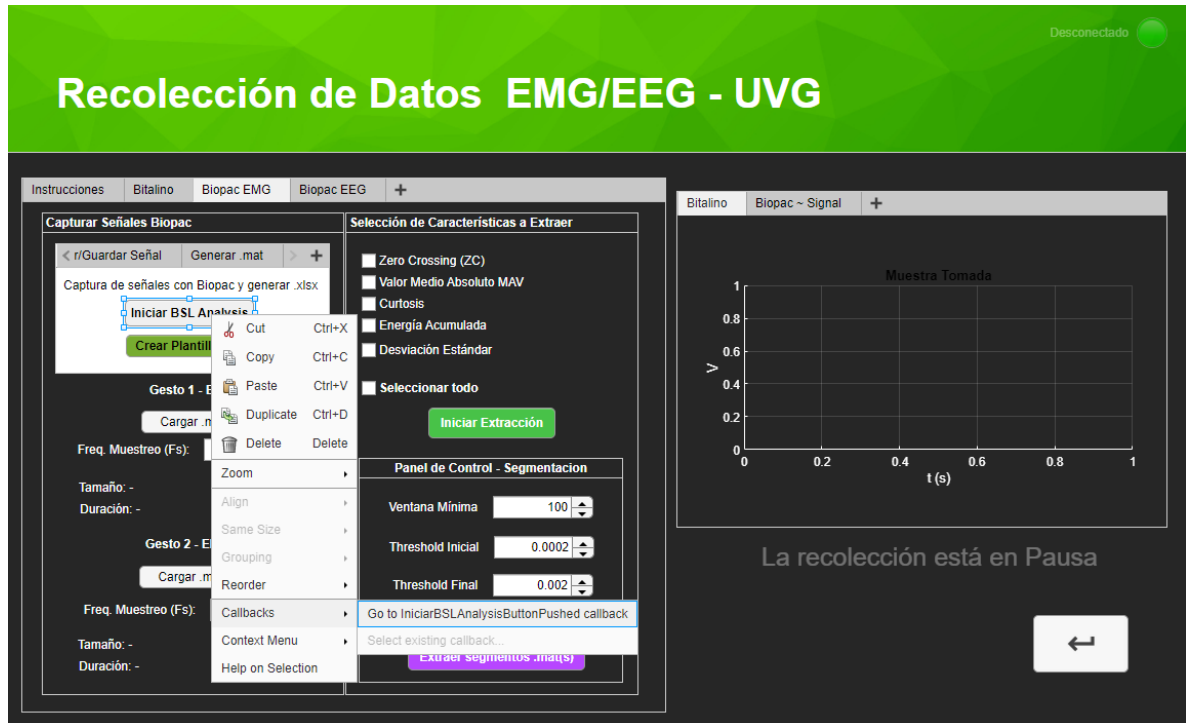 Desconectado
Recolección de Datos EMG/EEG - UVG
Instrucciones Bitalino Biopac EMG Biopac EEG +
Capturar Señales Biopac
< r/Guardar Señal Generar .mat > +
Captura de señales con Biopac y generar .xlsx
Iniciar BSL Analysis
Crear Plantill
Gesto 1 - E
Cargar .m
Freq. Muestreo (Fs):
Tamaño: -
Duración: -
Gesto 2 - E
Cargar .m
Freq. Muestreo (Fs):
Tamaño: -
Duración: -
Cut Ctrl+X
Copy Ctrl+C
Paste Ctrl+V
Duplicate Ctrl+D
Delete Delete
Zoom
Align
Same Size
Grouping
Reorder
Callbacks
Context Menu
Help on Selection
Go to IniciarBSLAnalysisButtonPushed callback
Select existing callback...
Selección de Características a Extraer
Zero Crossing (ZC)
Valor Medio Absoluto MAV
Curtosis
Energía Acumulada
Desviación Estándar
Seleccionar todo
Iniciar Extracción
Panel de Control - Segmentacion
Ventana Mínima 100
Threshold Inicial 0.0002
Threshold Final 0.002
Extraer segmentos .mat(s)
Bitalino Biopac ~ Signal +
Muestra Tomada
1
0.8
0.6
V
0.4
0.2
0
0 0.2 0.4 0.6 0.8 1
t (s)
La recolección está en Pausa